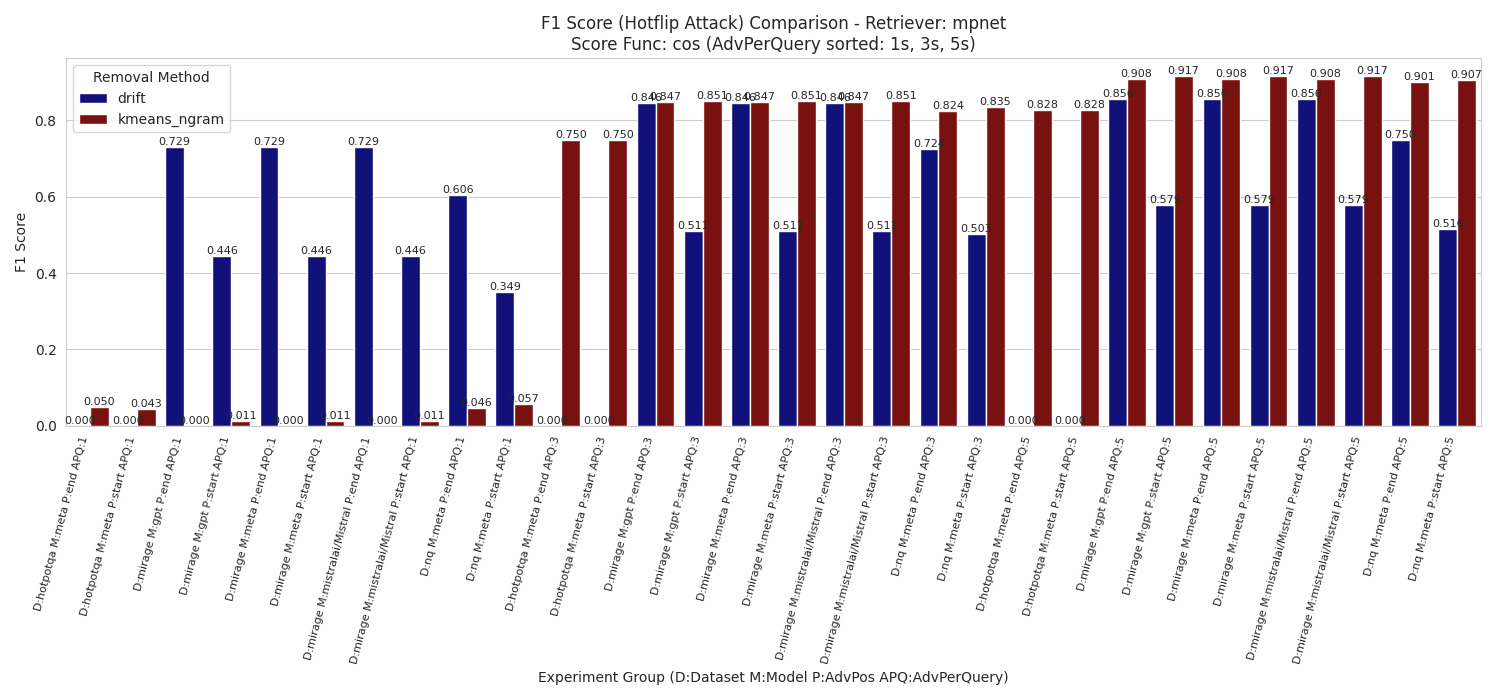 F1 Score (Hotflip Attack) Comparison - Retriever: mpnet
Score Func: cos (AdvPerQuery sorted: 1s, 3s, 5s)
Removal Method
drift
kmeans_ngram
F1 Score
0.8
0.6
0.4
0.2
0.0
0.000
0.050
0.000
0.043
0.729
0.000
0.446
0.011
0.729
0.000
0.446
0.011
0.729
0.000
0.446
0.011
0.606
0.046
0.349
0.057
0.000
0.750
0.000
0.750
0.846
0.847
0.511
0.851
0.846
0.847
0.511
0.851
0.846
0.847
0.511
0.851
0.724
0.824
0.503
0.835
0.000
0.828
0.000
0.828
0.856
0.908
0.579
0.917
0.856
0.908
0.579
0.917
0.856
0.908
0.579
0.917
0.750
0.901
0.516
0.907
D:hotpotqa M:meta P:end APQ:1
D:hotpotqa M:meta P:start APQ:1
D:mirage M:gpt P:end APQ:1
D:mirage M:gpt P:start APQ:1
D:mirage M:meta P:end APQ:1
D:mirage M:meta P:start APQ:1
D:mirage M:mistralai/Mistral P:end APQ:1
D:mirage M:mistralai/Mistral P:start APQ:1
D:nq M:meta P:end APQ:1
D:nq M:meta P:start APQ:1
D:hotpotqa M:meta P:end APQ:3
D:hotpotqa M:meta P:start APQ:3
D:mirage M:gpt P:end APQ:3
D:mirage M:gpt P:start APQ:3
D:mirage M:meta P:end APQ:3
D:mirage M:meta P:start APQ:3
D:mirage M:mistralai/Mistral P:end APQ:3
D:mirage M:mistralai/Mistral P:start APQ:3
D:nq M:meta P:end APQ:3
D:nq M:meta P:start APQ:3
D:hotpotqa M:meta P:end APQ:5
D:hotpotqa M:meta P:start APQ:5
D:mirage M:gpt P:end APQ:5
D:mirage M:gpt P:start APQ:5
D:mirage M:meta P:end APQ:5
D:mirage M:meta P:start APQ:5
D:mirage M:mistralai/Mistral P:end APQ:5
D:mirage M:mistralai/Mistral P:start APQ:5
D:nq M:meta P:end APQ:5
D:nq M:meta P:start APQ:5
Experiment Group (D:Dataset M:Model P:AdvPos APQ:AdvPerQuery)